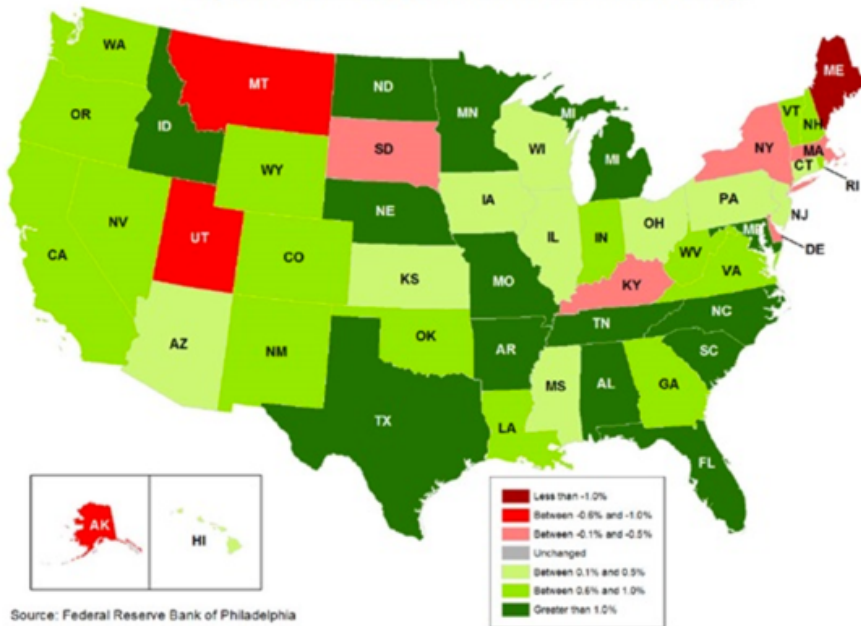 WA
MT
ND
MN
ME
OR
ID
SD
WI
MI
MI
NY
VT
NH
MA
CT
RI
WY
NE
IA
PA
NJ
NV
UT
CO
IL
IN
OH
DE
CA
KS
MO
KY
WV
VA
AZ
NM
OK
AR
TN
NC
SC
TX
LA
MS
AL
GA
FL
AK
HI
Less than -1.0%
Between -0.6% and -1.0%
Between -0.1% and -0.5%
Unchanged
Between 0.1% and 0.5%
Between 0.6% and 1.0%
Greater than 1.0%
Source: Federal Reserve Bank of Philadelphia